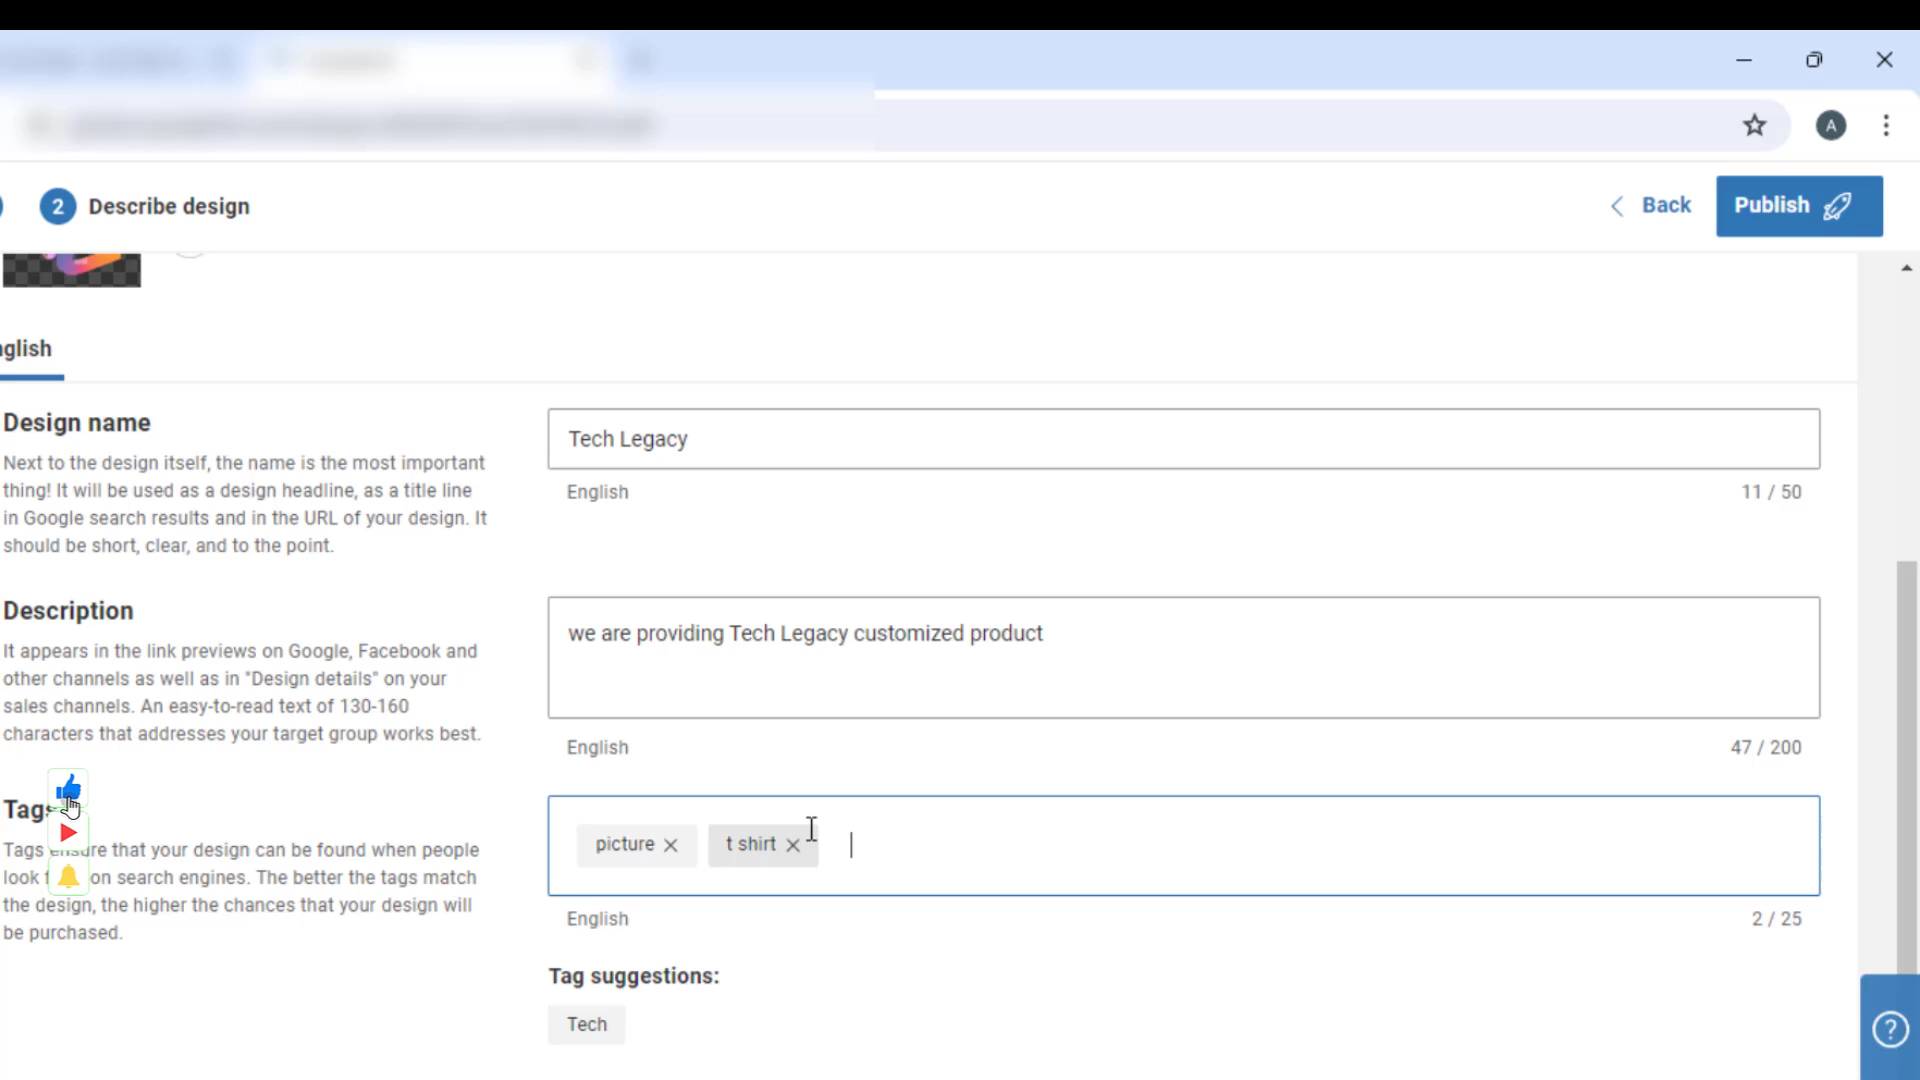 A
2 Describe design
Back
Publish
nglish
Design name
Next to the design itself, the name is the most important
thing! It will be used as a design headline, as a title line
in Google search results and in the URL of your design. It
should be short, clear, and to the point.
Tech Legacy
English
11 / 50
Description
It appears in the link previews on Google, Facebook and
other channels as well as in "Design details" on your
sales channels. An easy-to-read text of 130-160
characters that addresses your target group works best.
we are providing Tech Legacy customized product
English
47 / 200
Tags
Tags ensure that your design can be found when people
look f on search engines. The better the tags match
the design, the higher the chances that your design will
be purchased.
picture
t shirt
English
2 / 25
Tag suggestions:
Tech
?